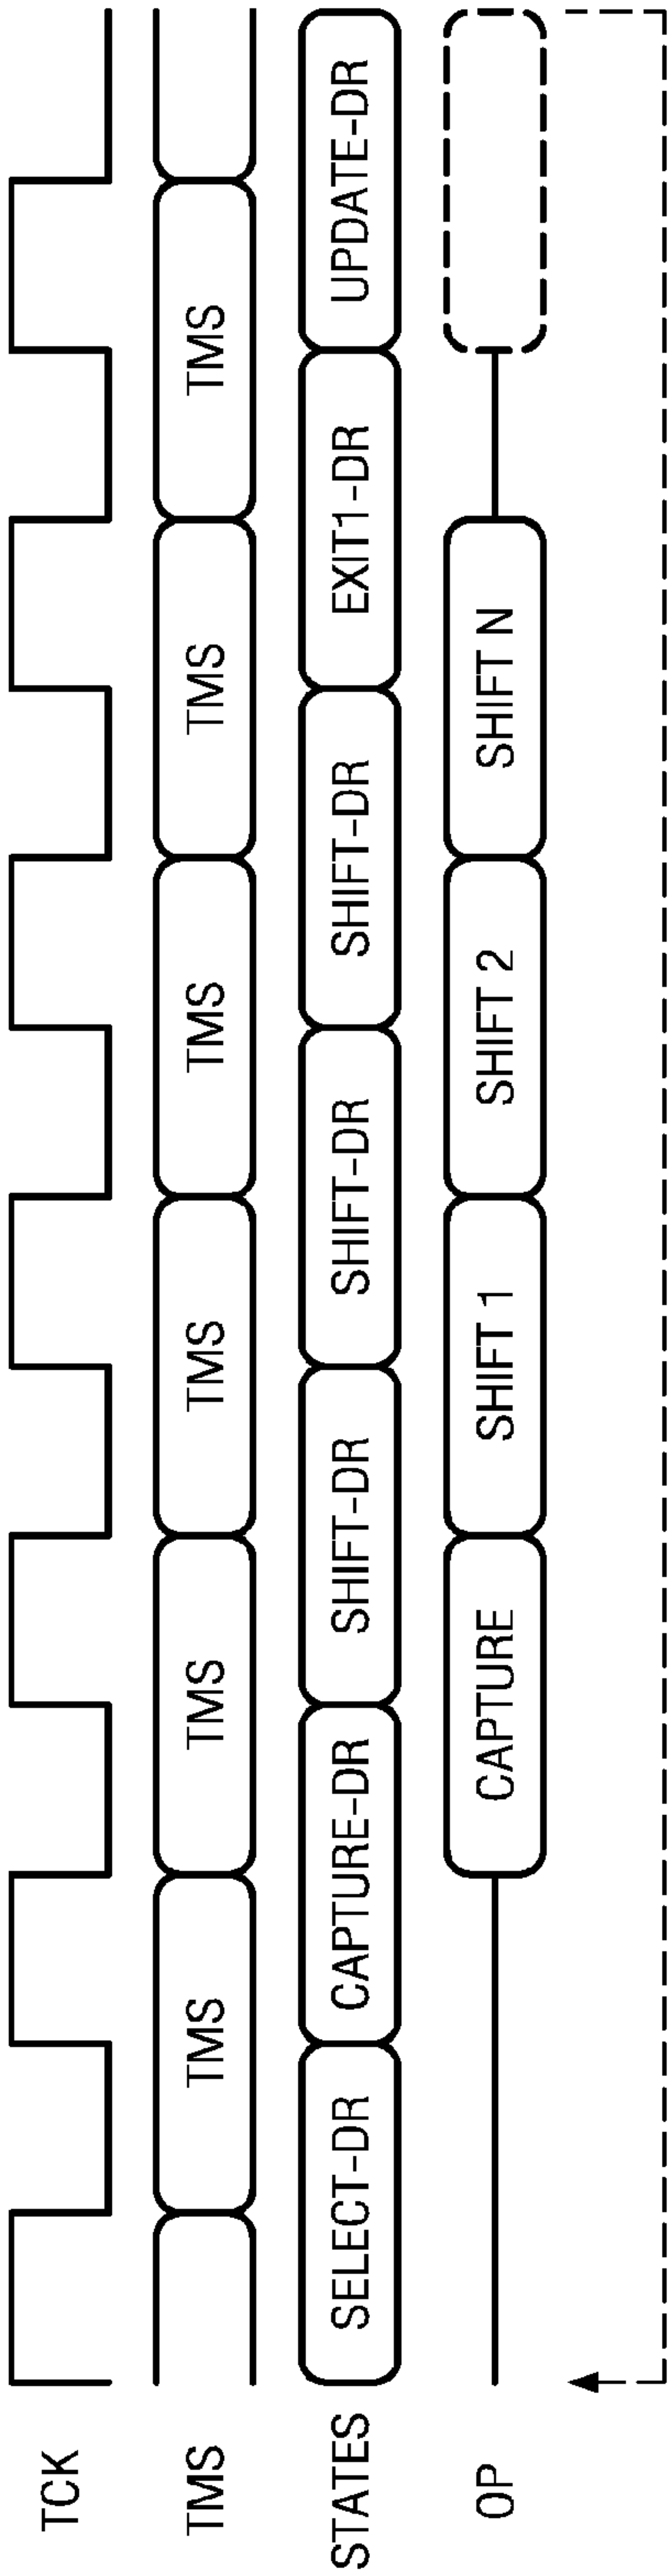 TCK
TMS TMS TMS TMS TMS TMS TMS
STATES SELECT-DR CAPTURE-DR SHIFT-DR SHIFT-DR SHIFT-DR EXIT1-DR UPDATE-DR
OP CAPTURE SHIFT 1 SHIFT 2 SHIFT N